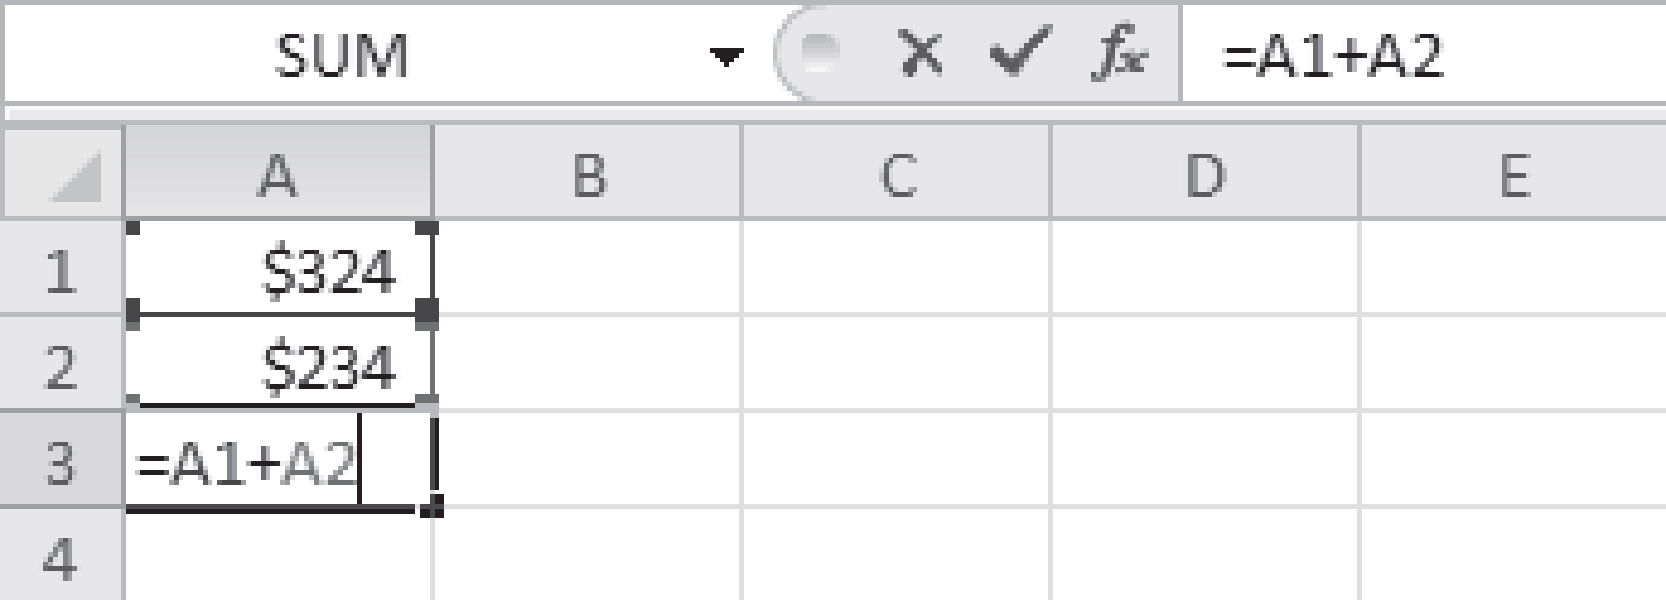 SUM fx =A1+A2
A B C D E
1 $324
2 $234
3 =A1+A2
4